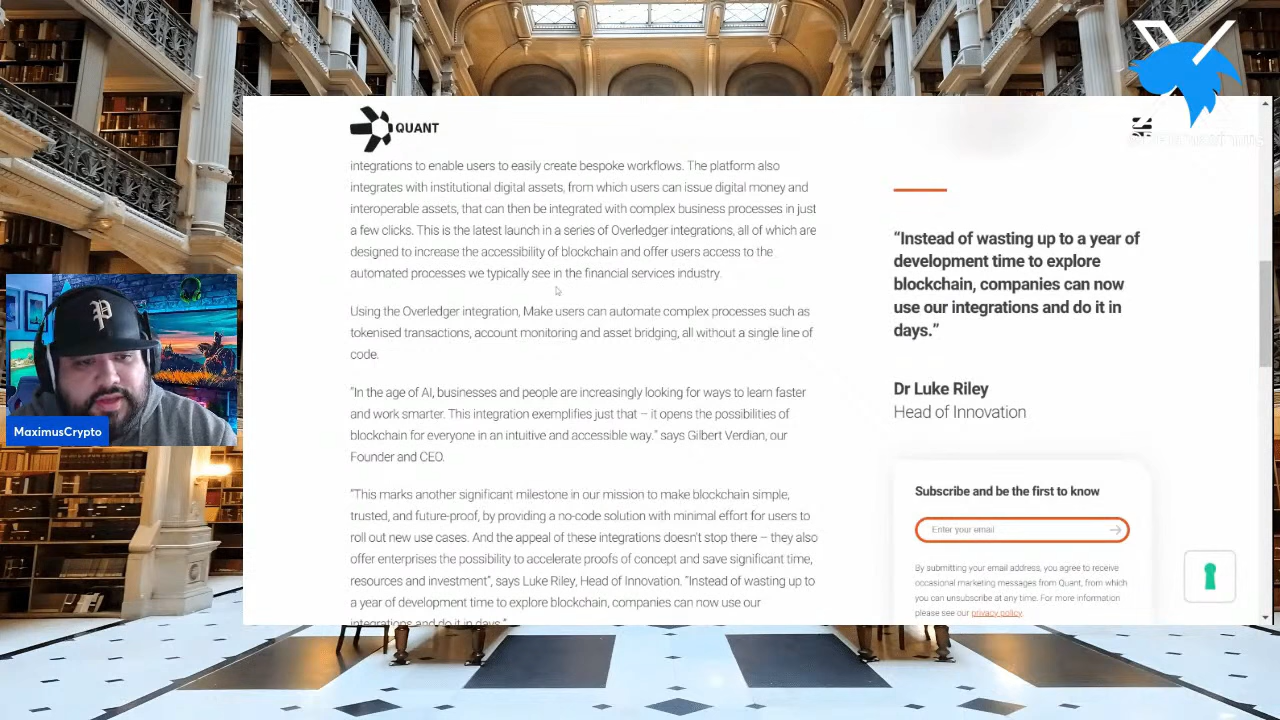 QUANT
integrations to enable users to easily create bespoke workflows. The platform also
integrates with institutional digital assets, from which users can issue digital money and
interoperable assets, that can then be integrated with complex business processes in just
a few clicks. This is the latest launch in a series of Overledger integrations, all of which are
designed to increase the accessibility of blockchain and offer users access to the
automated processes we typically see in the financial services industry.
Using the Overledger integration, Make users can automate complex processes such as
tokenised transactions, account monitoring and asset bridging, all without a single line of
code.
"In the age of AI, businesses and people are increasingly looking for ways to learn faster
and work smarter. This integration exemplifies just that – it opens the possibilities of
blockchain for everyone in an intuitive and accessible way." says Gilbert Verdian, our
Founder and CEO.
"This marks another significant milestone in our mission to make blockchain simple,
trusted, and future-proof, by providing a no-code solution with minimal effort for users to
roll out new use cases. And the appeal of these integrations doesn't stop there – they also
offer enterprises the possibility to accelerate proofs of concept and save significant time,
resources and investment", says Luke Riley, Head of Innovation. "Instead of wasting up to
a year of development time to explore blockchain, companies can now use our
integrations and do it in days."
“Instead of wasting up to a year of
development time to explore
blockchain, companies can now
use our integrations and do it in
days.”
Dr Luke Riley
Head of Innovation
Subscribe and be the first to know
Enter your email
By submitting your email address, you agree to receive
occasional marketing messages from Quant, from which
you can unsubscribe at any time. For more information
please see our privacy policy.
P
MaximusCrypto